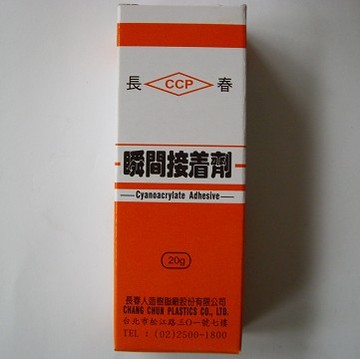 長 CCP 春
瞬間接着劑
Cyanoacrylate Adhesive
20g
長春人造樹脂廠股份有限公司
CHANG CHUN PLASTICS CO., LTD.
台北市松江路三〇一號七樓
TEL : (02)2500-1800